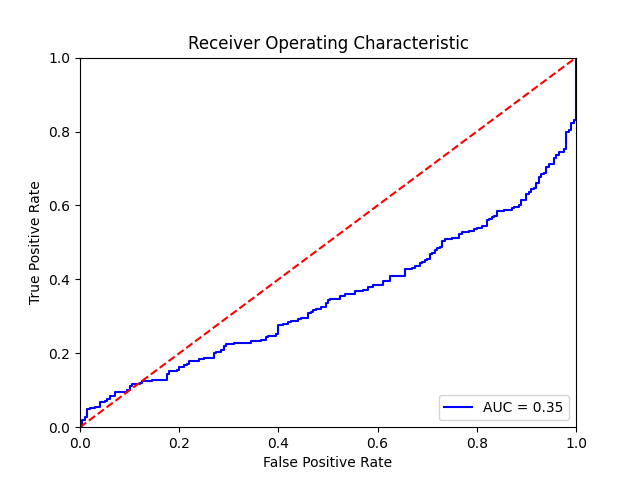 Receiver Operating Characteristic
1.0
0.8
0.6
0.4
0.2
0.0
True Positive Rate
AUC = 0.35
0.0 0.2 0.4 0.6 0.8 1.0
False Positive Rate